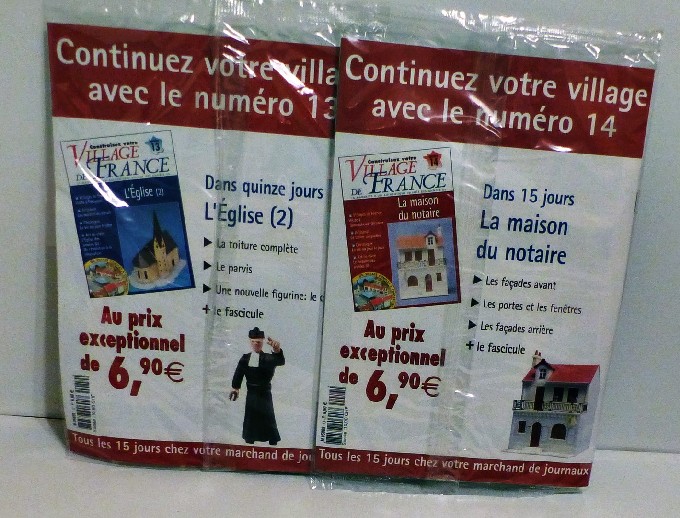 Continuez votre villa
avec le numéro 13
Construisez votre
13
VILLAGE
DE FRANCE
L'Église (2)
Dans quinze jours
L'Église (2)
La toiture complète
Le parvis
Une nouvelle figurine: le c
+ le fascicule
Au prix
exceptionnel
de 6,90€
Tous les 15 jours chez votre marchand de jou
Continuez votre village
avec le numéro 14
Construisez votre
14
VILLAGE
DE FRANCE
La maison
du notaire
Dans 15 jours
La maison
du notaire
Les façades avant
Les portes et les fenêtres
Les façades arrière
+ le fascicule
Au prix
exceptionnel
de 6,90€
Tous les 15 jours chez votre marchand de journaux